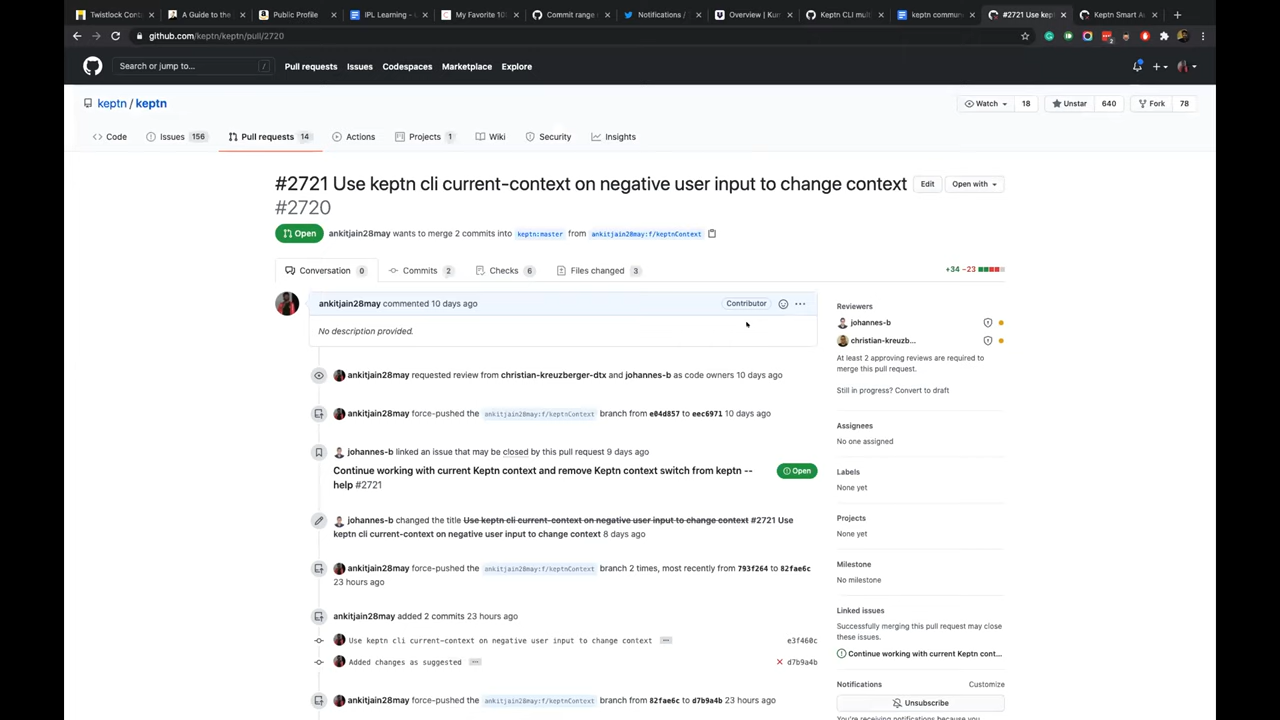 Twistlock Cont
A Guide to the
Public Profile
IPL Learning - G
My Favorite 10
Commit range
Notifications /
Overview | Kur
Keptn CLI mult
keptn commun
#2721 Use kept
Keptn Smart A
github.com/keptn/keptn/pull/2720
Search or jump to...
/
Pull requests
Issues
Codespaces
Marketplace
Explore
keptn / keptn
Watch 18
Unstar 640
Fork 78
Code
Issues 156
Pull requests 14
Actions
Projects 1
Wiki
Security
Insights
#2721 Use keptn cli current-context on negative user input to change context
#2720
Edit
Open with
Open
ankitjain28may wants to merge 2 commits into keptn:master from ankitjain28may:f/keptnContext
Conversation 0
Commits 2
Checks 6
Files changed 3
+34 −23
ankitjain28may commented 10 days ago
Contributor
No description provided.
ankitjain28may requested review from christian-kreuzberger-dtx and johannes-b as code owners 10 days ago
ankitjain28may force-pushed the ankitjain28may:f/keptnContext branch from e04d857 to eec6971 10 days ago
johannes-b linked an issue that may be closed by this pull request 9 days ago
Continue working with current Keptn context and remove Keptn context switch from keptn --
help #2721
Open
johannes-b changed the title Use keptn cli current-context on negative user input to change context #2721 Use
keptn cli current-context on negative user input to change context 8 days ago
ankitjain28may force-pushed the ankitjain28may:f/keptnContext branch 2 times, most recently from 793f264 to 82fae6c
23 hours ago
ankitjain28may added 2 commits 23 hours ago
Use keptn cli current-context on negative user input to change context
e3f460c
Added changes as suggested
d7b9a4b
ankitjain28may force-pushed the ankitjain28may:f/keptnContext branch from 82fae6c to d7b9a4b 23 hours ago
Reviewers
johannes-b
christian-kreuzb...
At least 2 approving reviews are required to
merge this pull request.
Still in progress? Convert to draft
Assignees
No one assigned
Labels
None yet
Projects
None yet
Milestone
No milestone
Linked issues
Successfully merging this pull request may close
these issues.
Continue working with current Keptn cont...
Notifications
Customize
Unsubscribe
You're receiving notifications because you